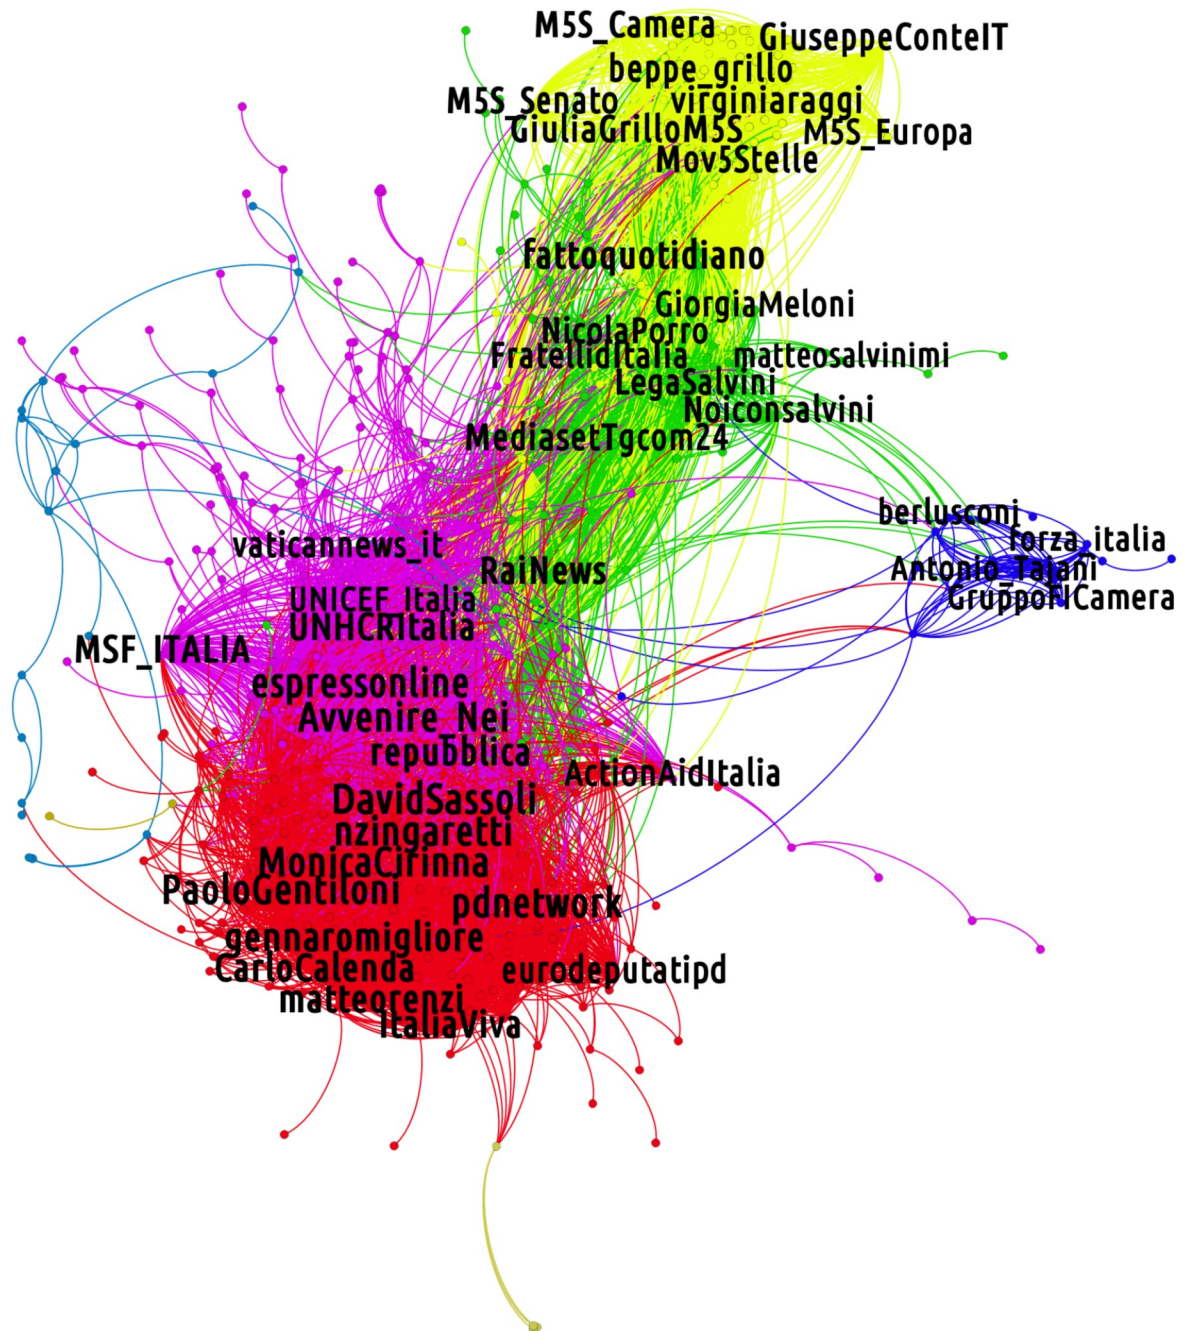 M5S_Camera
GiuseppeConteIT
beppe_grillo
M5S_Senato
virginiaraggi
GiuliaGrilloM5S
M5S_Europa
Mov5Stelle
fattoquotidiano
GiorgiaMeloni
NicolaPorro
FratellidItalia
matteosalvinimi
LegaSalvini
Noiconsalvini
MediasetTgcom24
berlusconi
forza_italia
vaticannews_it
RaiNews
Antonio_Tajani
GruppoFICamera
UNICEF_Italia
UNHCRItalia
MSF_ITALIA
espressonline
Avvenire_Nei
repubblica
ActionAidItalia
DavidSassoli
nzingaretti
MonicaCirinna
PaoloGentiloni
pdnetwork
gennaromigliore
CarloCalenda
eurodeputatipd
matteorenzi
ItaliaViva